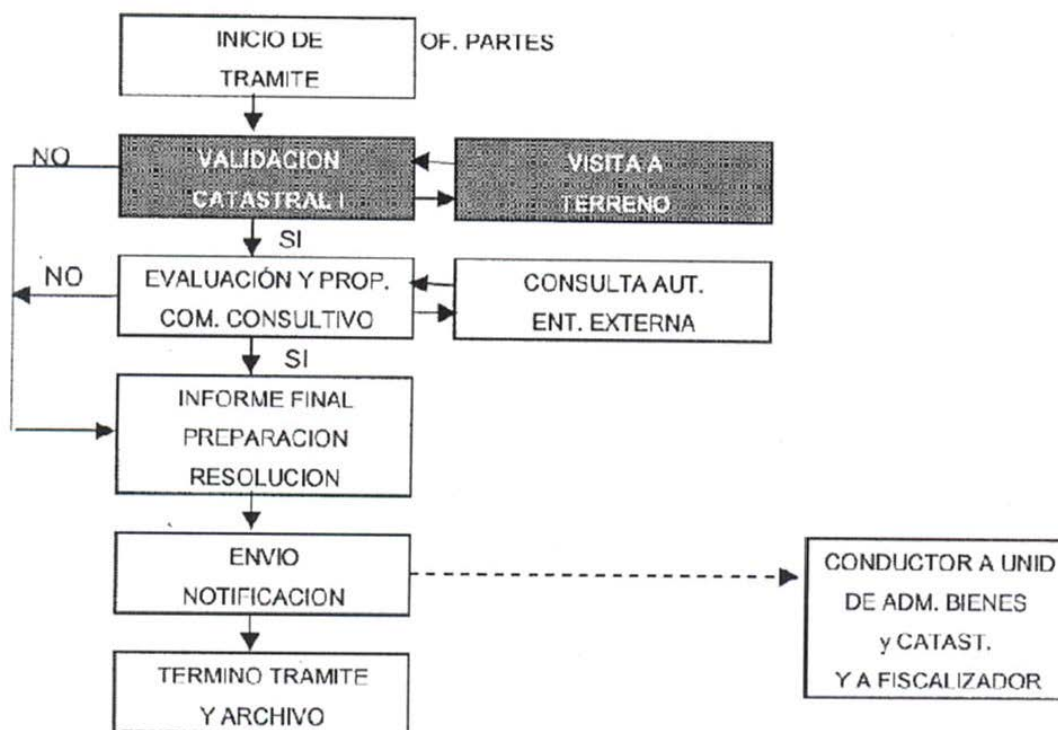 INICIO DE
TRAMITE
OF. PARTES
NO
VALIDACION
CATASTRAL I
VISITA A
TERRENO
SI
NO
EVALUACIÓN Y PROP.
COM. CONSULTIVO
CONSULTA AUT.
ENT. EXTERNA
SI
INFORME FINAL
PREPARACION
RESOLUCION
ENVIO
NOTIFICACION
CONDUCTOR A UNID
DE ADM. BIENES
y CATAST.
Y A FISCALIZADOR
TERMINO TRAMITE
Y ARCHIVO